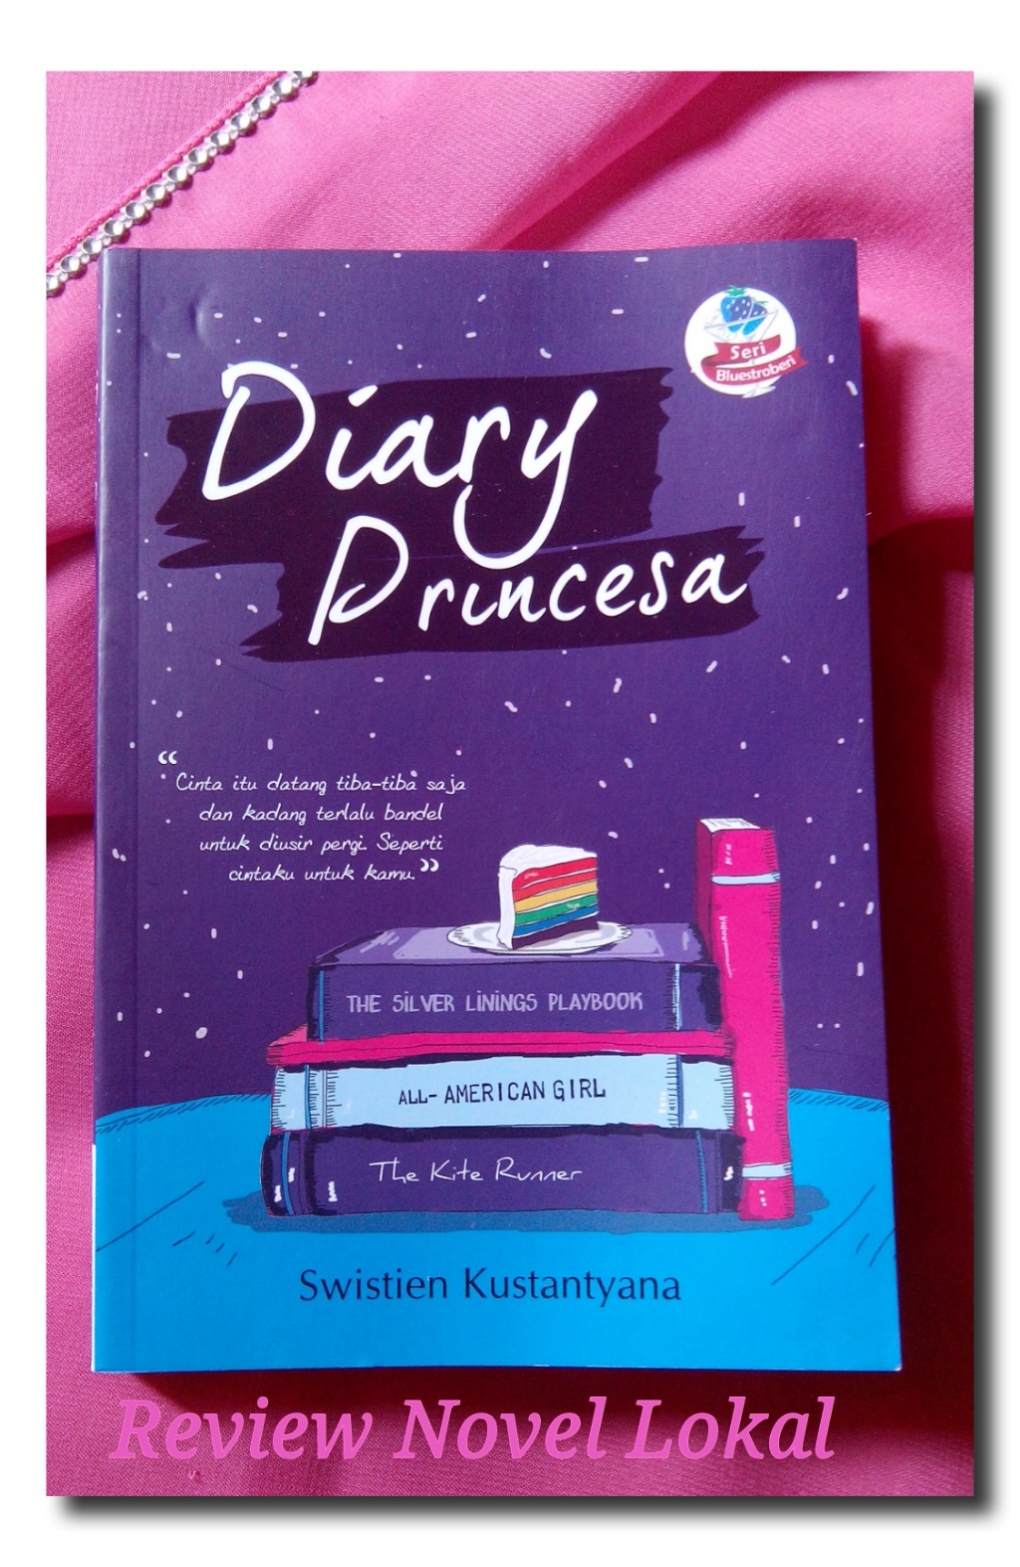 Seri
Bluestroberi
Diary
Princesa
“ Cinta itu datang tiba-tiba saja
dan kadang terlalu bandel
untuk diusir pergi. Seperti
cintaku untuk kamu. ”
THE SILVER LININGS PLAYBOOK
ALL-AMERICAN GIRL
The Kite Runner
Swistien Kustantyana
Review Novel Lokal